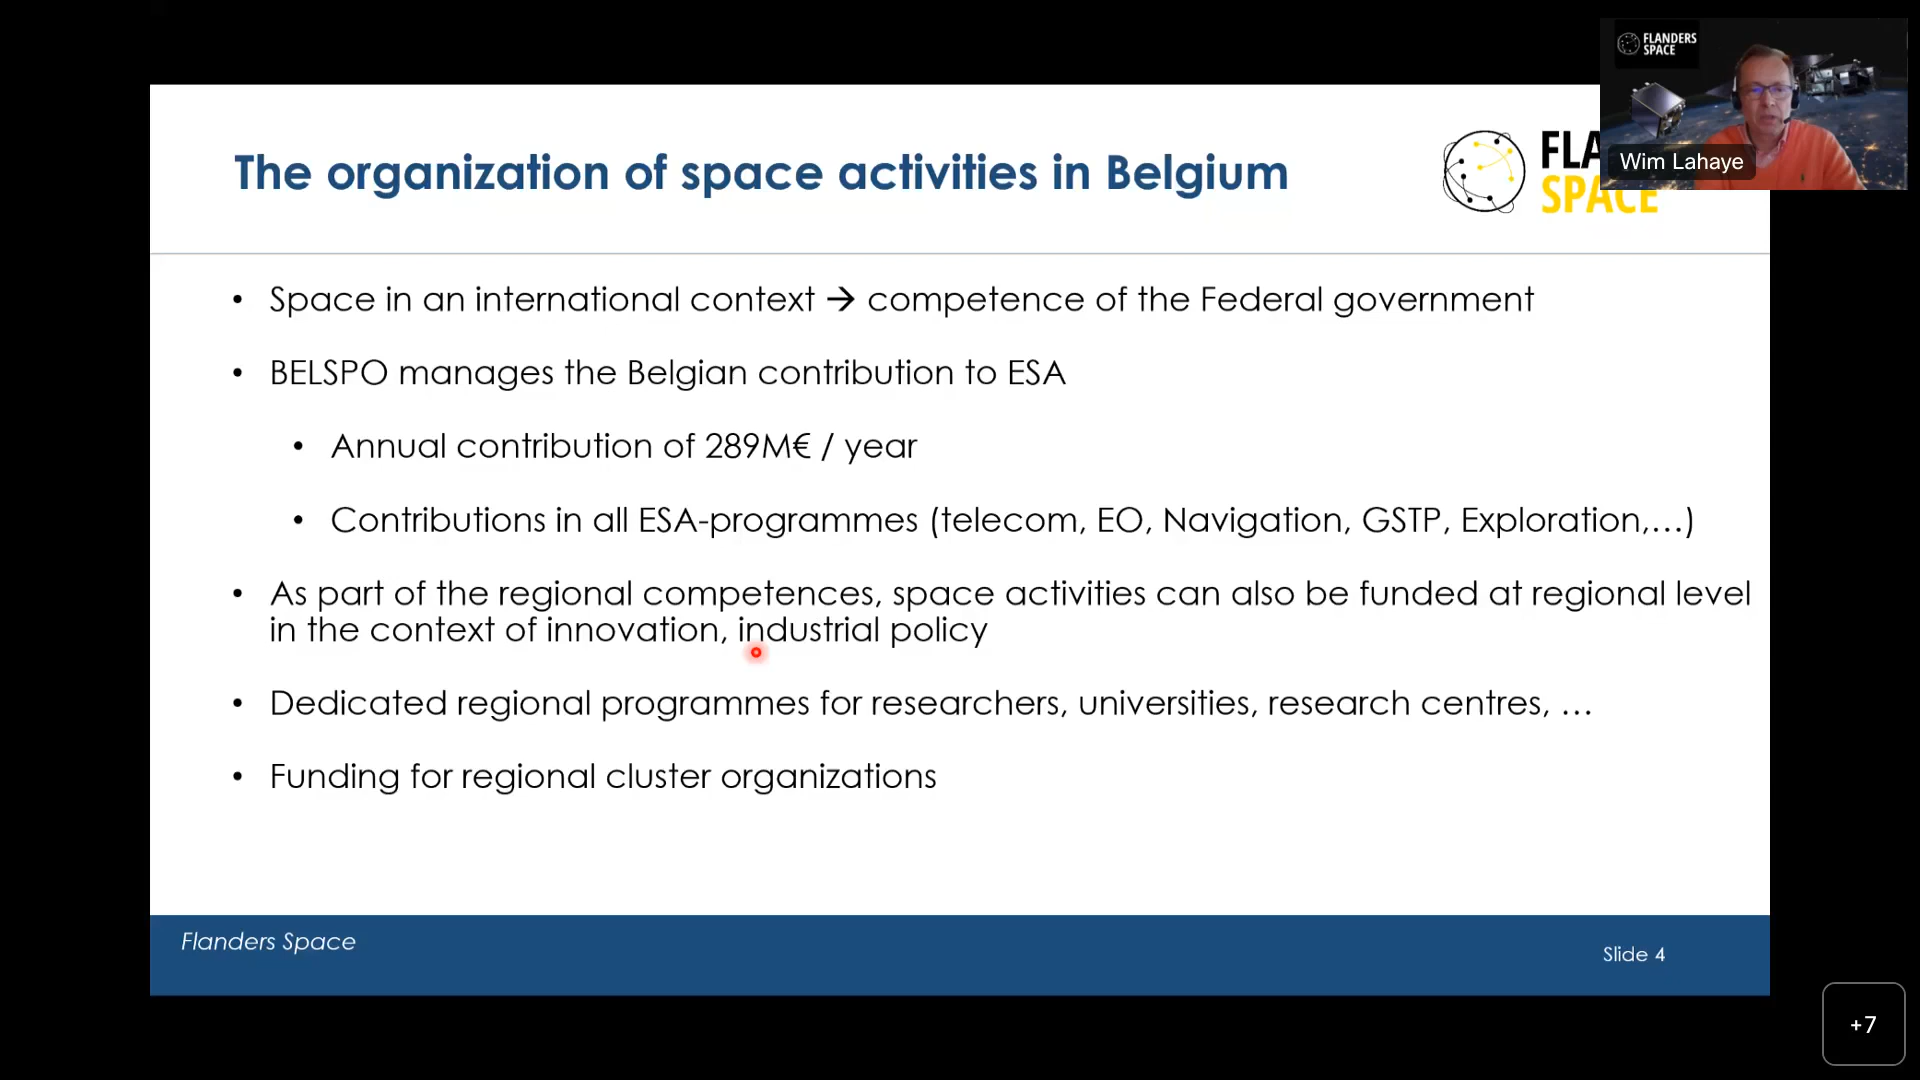 FLANDERS
SPACE
Wim Lahaye
The organization of space activities in Belgium
FLA
SPACE
• Space in an international context → competence of the Federal government
• BELSPO manages the Belgian contribution to ESA
• Annual contribution of 289M€ / year
• Contributions in all ESA-programmes (telecom, EO, Navigation, GSTP, Exploration,…)
• As part of the regional competences, space activities can also be funded at regional level
in the context of innovation, industrial policy
• Dedicated regional programmes for researchers, universities, research centres, …
• Funding for regional cluster organizations
Flanders Space
Slide 4
+7